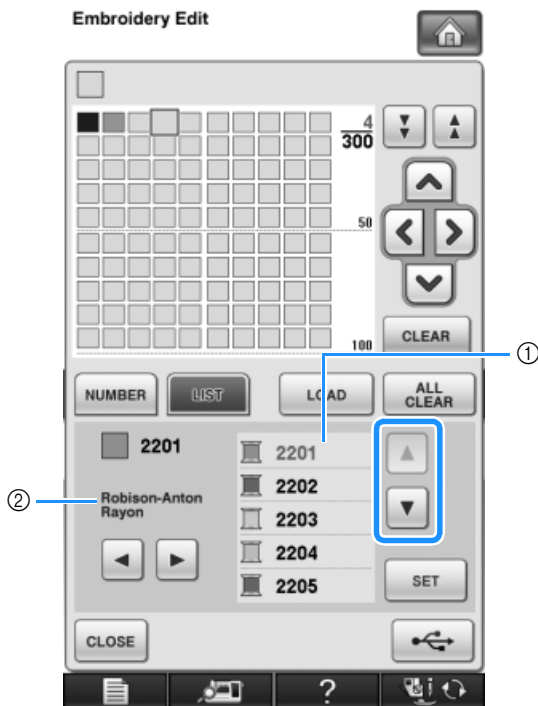 Embroidery Edit
4
300
50
100
CLEAR
①
NUMBER
LIST
LOAD
ALL
CLEAR
2201
2201
2202
②
Robison-Anton
Rayon
2203
2204
2205
SET
CLOSE
?
i